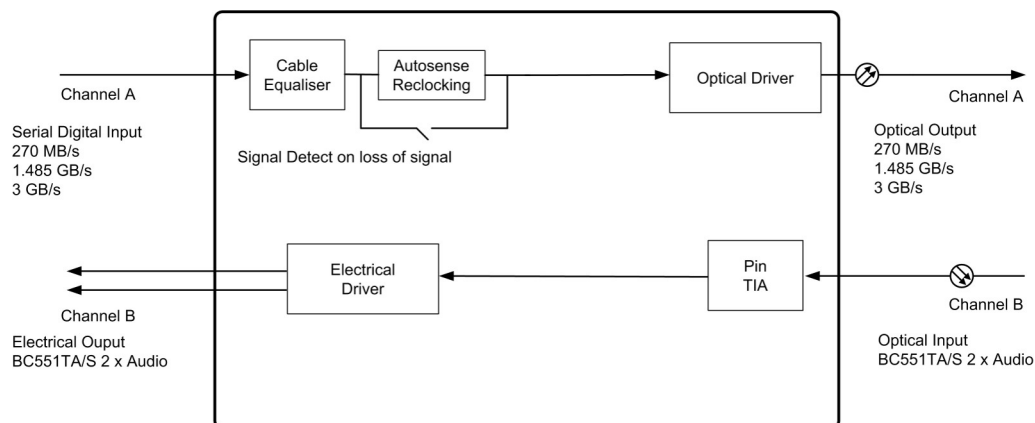 Cable
Equaliser
Autosense
Reclocking
Optical Driver
Channel A
Channel A
Serial Digital Input
270 MB/s
1.485 GB/s
3 GB/s
Signal Detect on loss of signal
Optical Output
270 MB/s
1.485 GB/s
3 GB/s
Electrical
Driver
Pin
TIA
Channel B
Channel B
Electrical Ouput
BC551TA/S 2 x Audio
Optical Input
BC551TA/S 2 x Audio